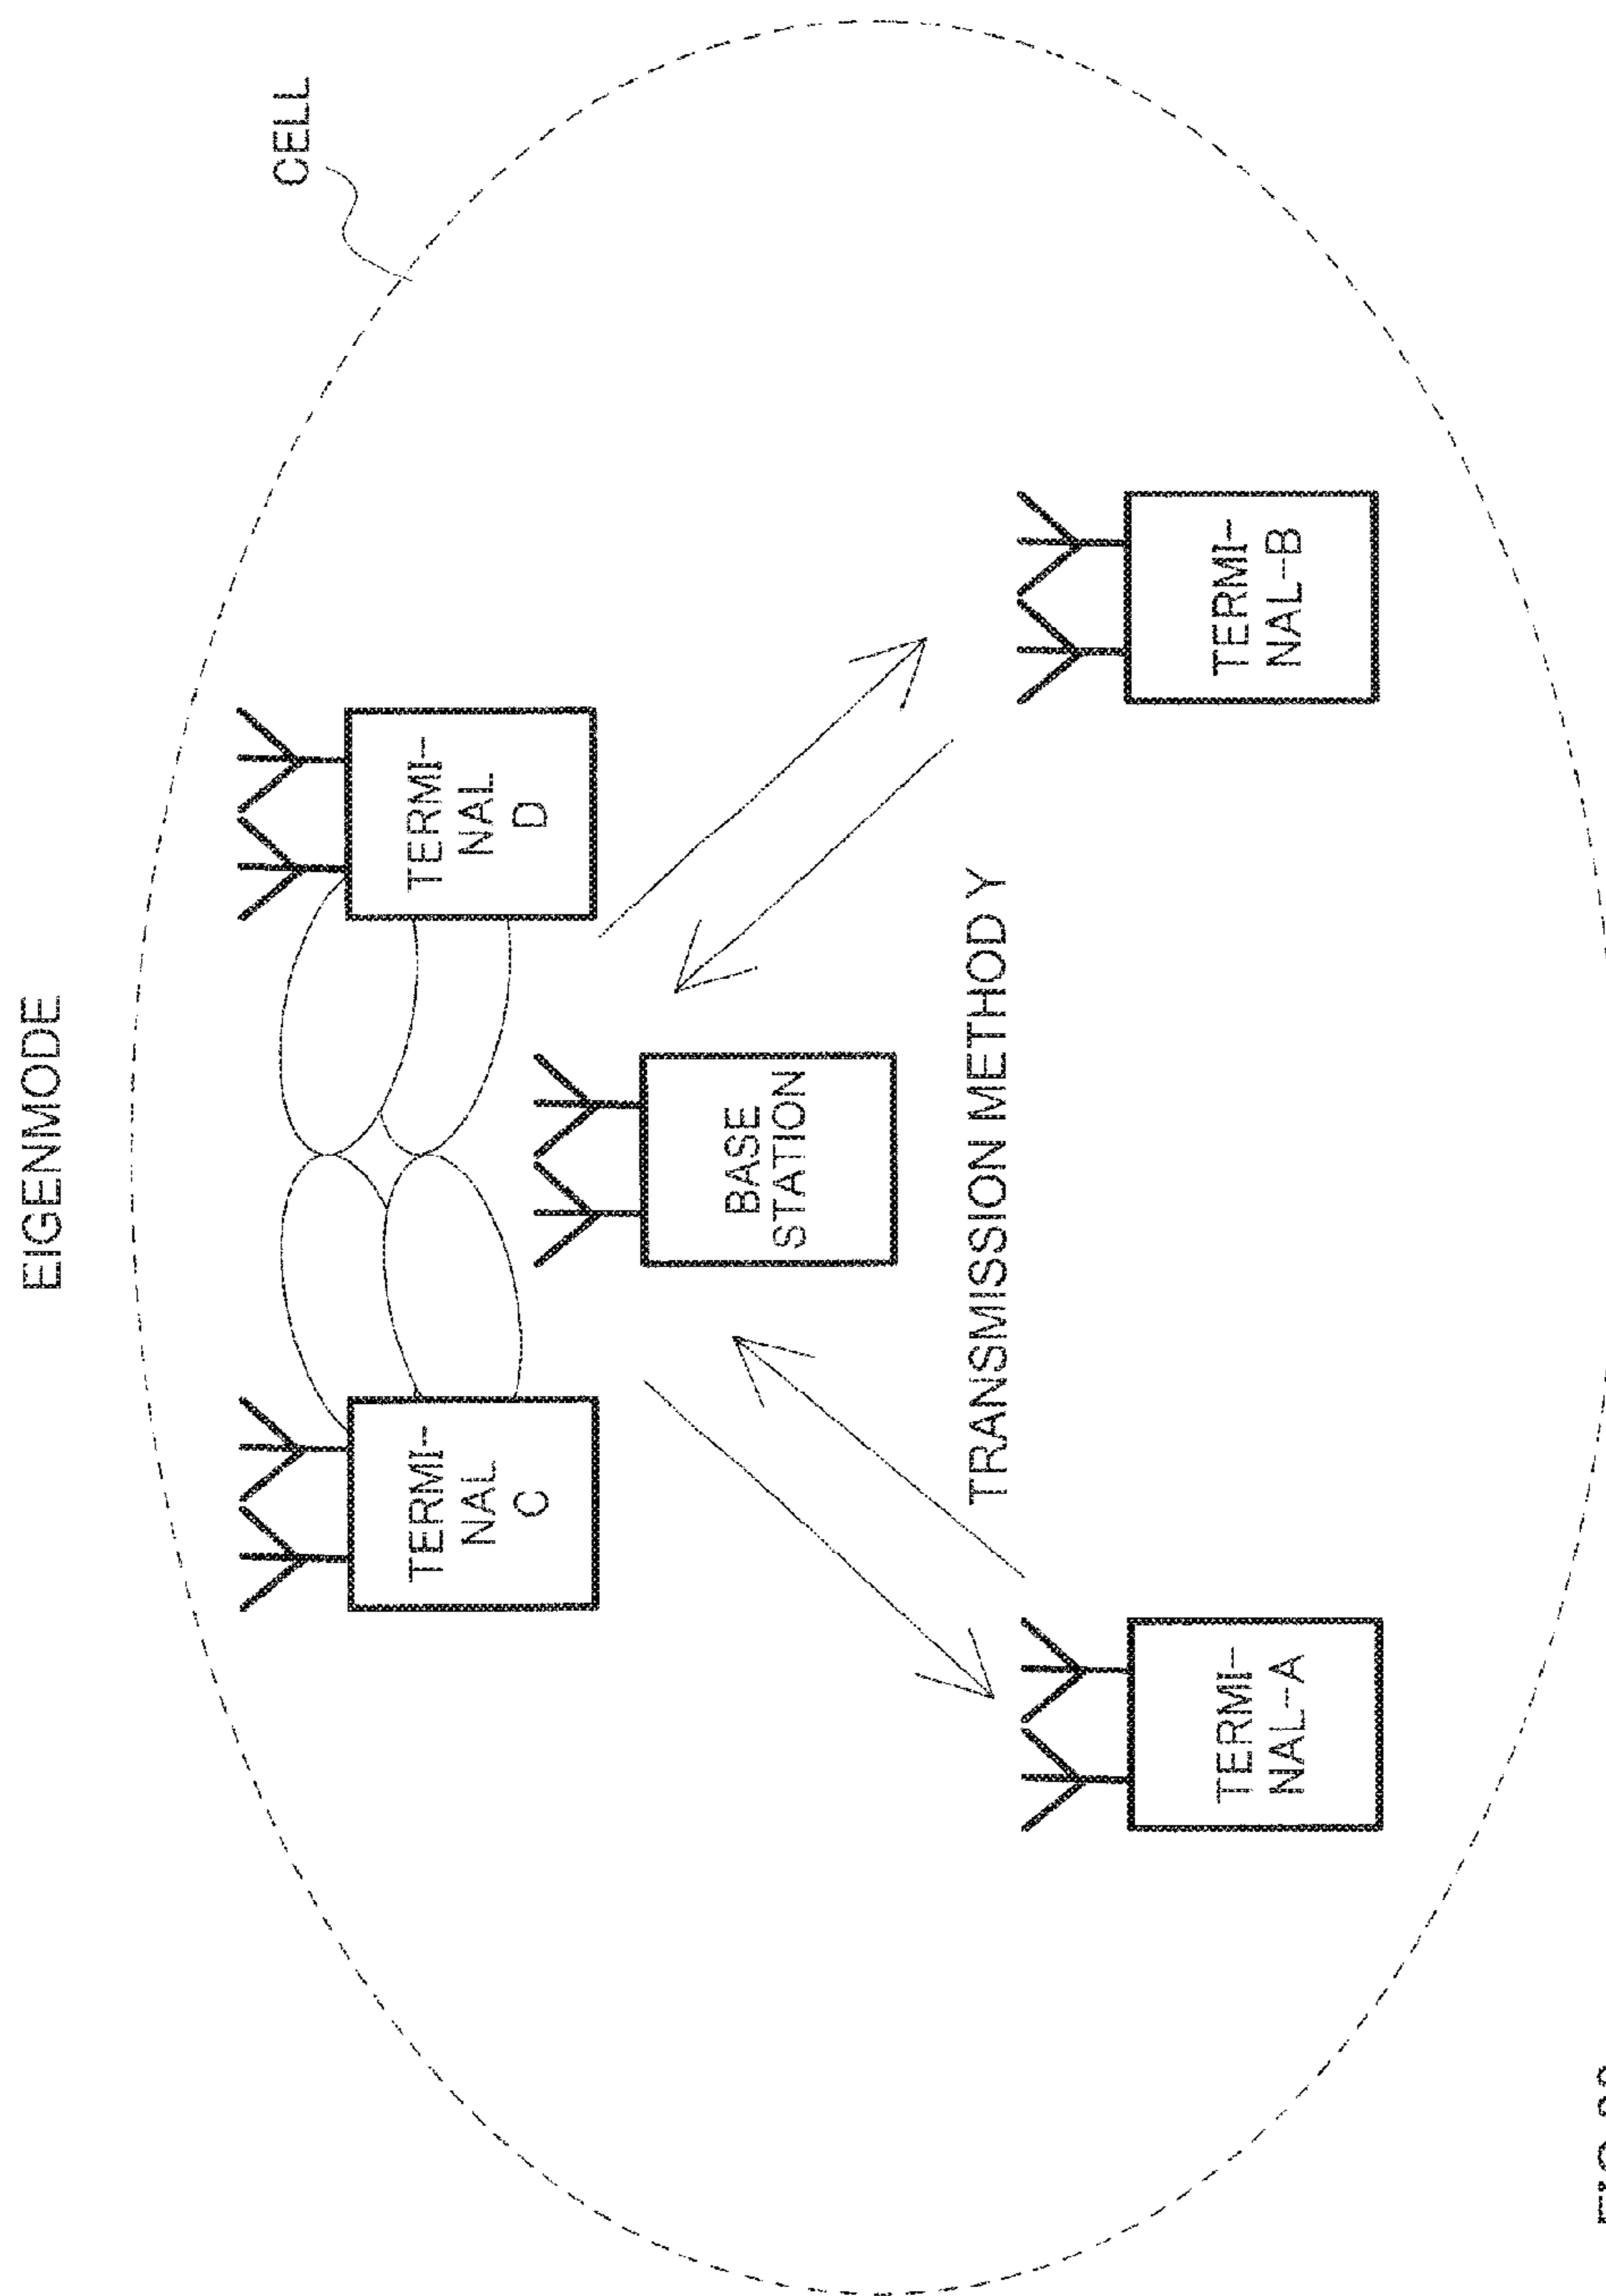 EIGENMODE
CELL
TERMI-
NAL
C
TERMI-
NAL
D
BASE
STATION
TRANSMISSION METHOD Y
TERMI-
NAL-A
TERMI-
NAL-B